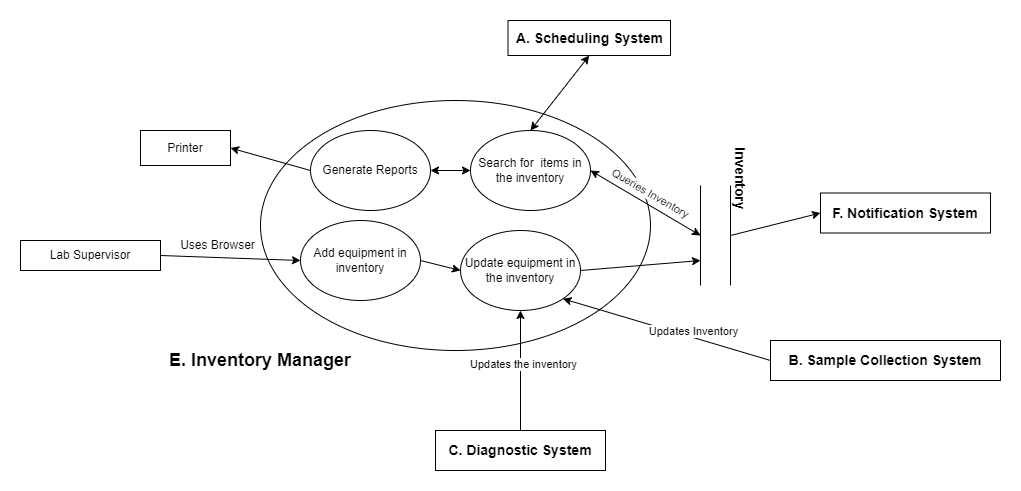 A. Scheduling System
Printer
Generate Reports
Search for items in
the inventory
Queries Inventory
Inventory
F. Notification System
Lab Supervisor
Uses Browser
Add equipment in
inventory
Update equipment in
the inventory
Updates Inventory
B. Sample Collection System
E. Inventory Manager
Updates the inventory
C. Diagnostic System